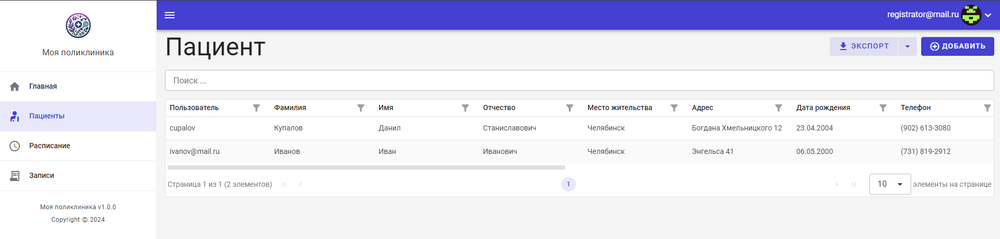 Моя поликлиника
Главная
Пациенты
Расписание
Записи
Моя поликлиника v1.0.0
Copyright © 2024
registrator@mail.ru
Пациент
ЭКСПОРТ
ДОБАВИТЬ
Поиск ...
Пользователь Фамилия Имя Отчество Место жительства Адрес Дата рождения Телефон
cupalov Купалов Данил Станиславович Челябинск Богдана Хмельницкого 12 23.04.2004 (902) 613-3080
ivanov@mail.ru Иванов Иван Иванович Челябинск Энгельса 41 06.05.2000 (731) 819-2912
Страница 1 из 1 (2 элементов) 1 10 элементы на странице